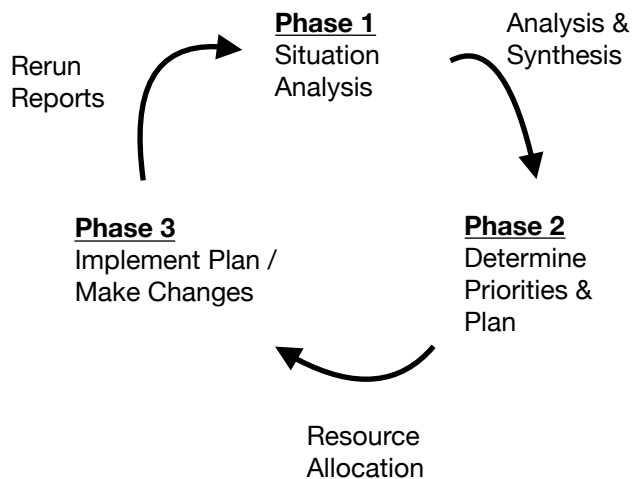 Phase 1
Situation
Analysis
Analysis &
Synthesis
Phase 2
Determine
Priorities &
Plan
Resource
Allocation
Phase 3
Implement Plan /
Make Changes
Rerun
Reports